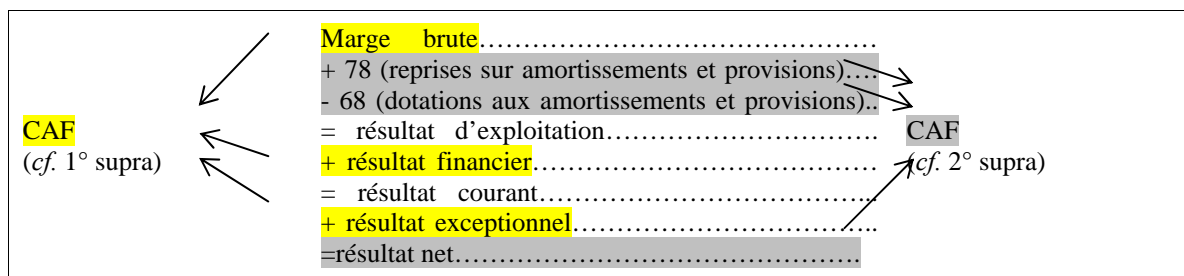 Marge brute………………………………………
+ 78 (reprises sur amortissements et provisions)….
- 68 (dotations aux amortissements et provisions)..
CAF = résultat d'exploitation…………………………. CAF
(cf. 1° supra) + résultat financier………………………………… (cf. 2° supra)
= résultat courant………………………………...
+ résultat exceptionnel……………………………..
=résultat net……………………………………………….